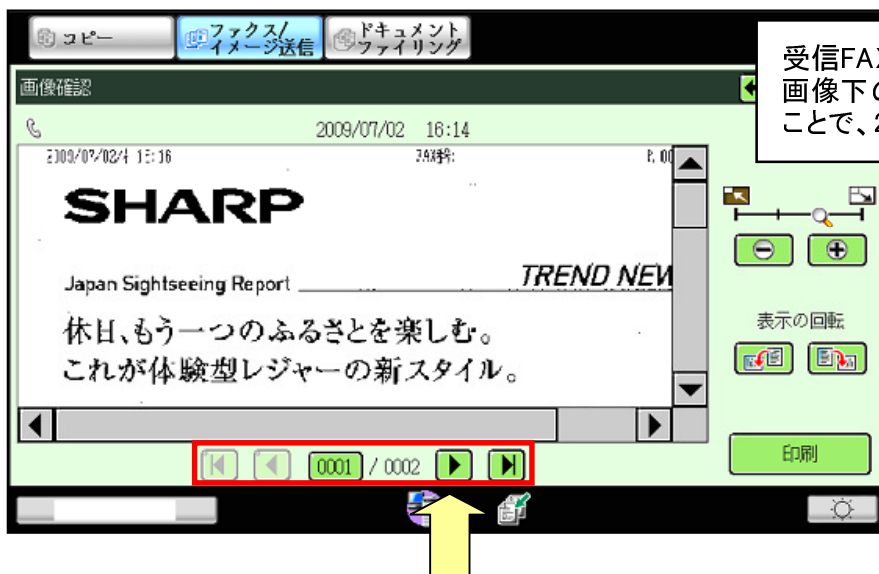 コピー
ファクス/
イメージ送信
ドキュメント
ファイリング
受信FAX
画像下の
ことで、2
画像確認
2009/07/02 16:14
SHARP
Japan Sightseeing Report
TREND NEW
休日、もう一つのふるさとを楽しむ。
これが体験型レジャーの新スタイル。
表示の回転
0001 / 0002
印刷